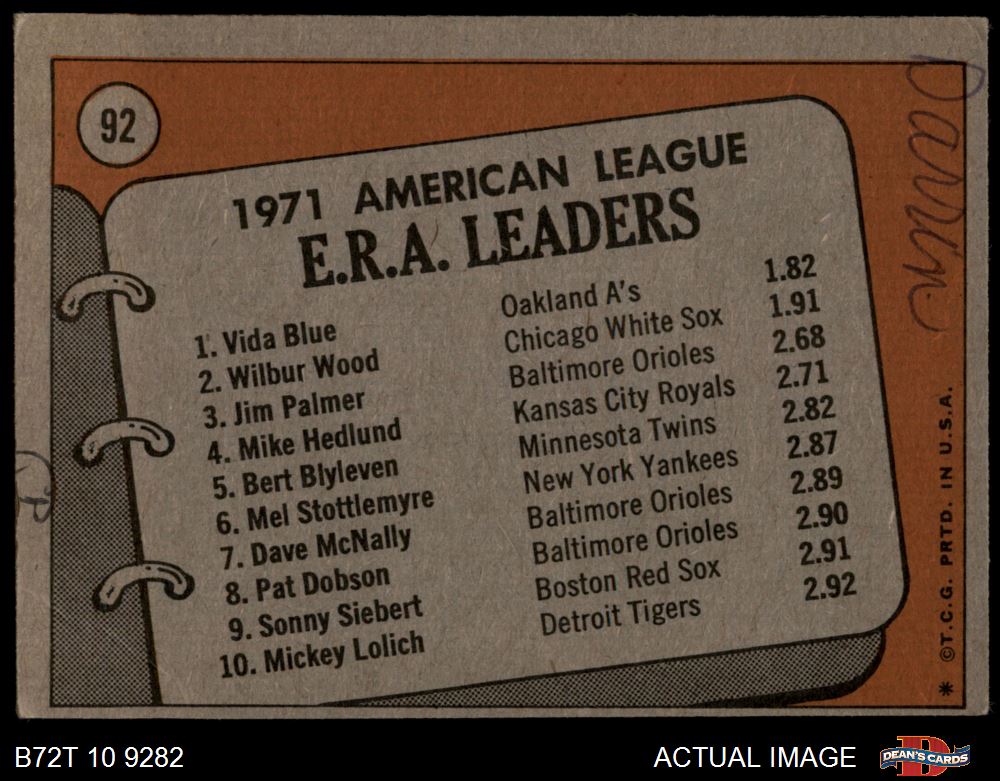 92
1971 AMERICAN LEAGUE
E.R.A. LEADERS
1. Vida Blue Oakland A's 1.82
2. Wilbur Wood Chicago White Sox 1.91
3. Jim Palmer Baltimore Orioles 2.68
4. Mike Hedlund Kansas City Royals 2.71
5. Bert Blyleven Minnesota Twins 2.82
6. Mel Stottlemyre New York Yankees 2.87
7. Dave McNally Baltimore Orioles 2.89
8. Pat Dobson Baltimore Orioles 2.90
9. Sonny Siebert Boston Red Sox 2.91
10. Mickey Lolich Detroit Tigers 2.92
* ©T.C.G. PRTD. IN U.S.A.
B72T 10 9282
ACTUAL IMAGE
DEAN'S CARDS